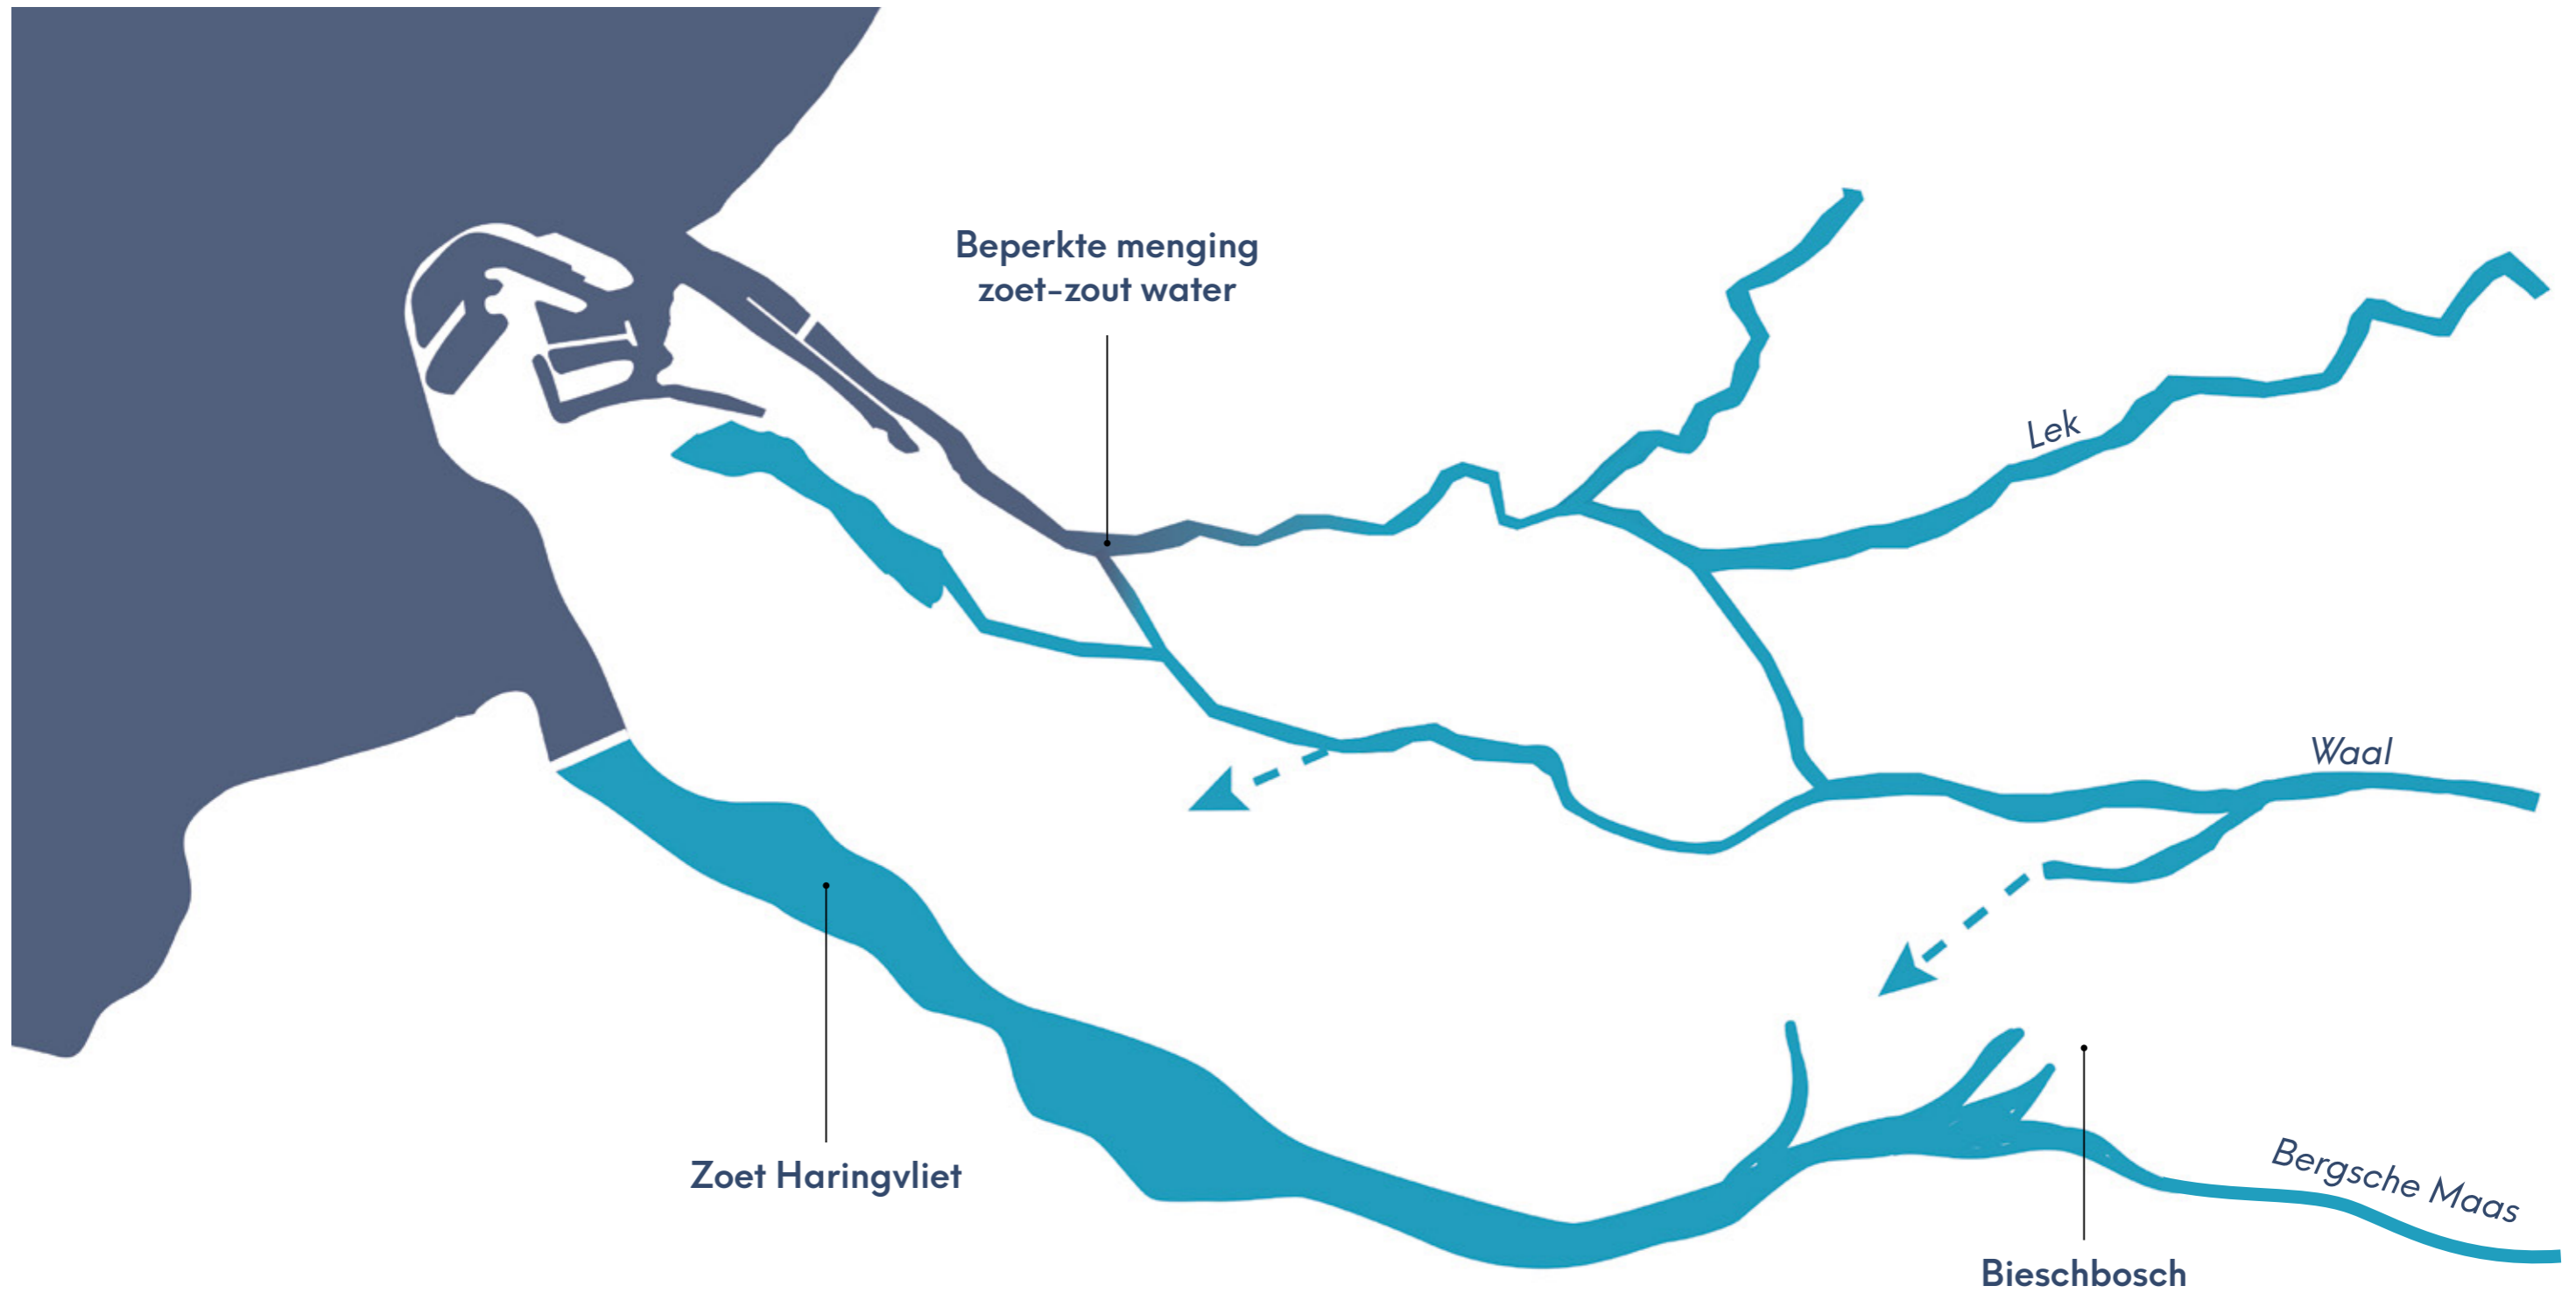 Beperkte menging
zoet-zout water
Lek
Waal
Zoet Haringvliet
Bergsche Maas
Bieschbosch